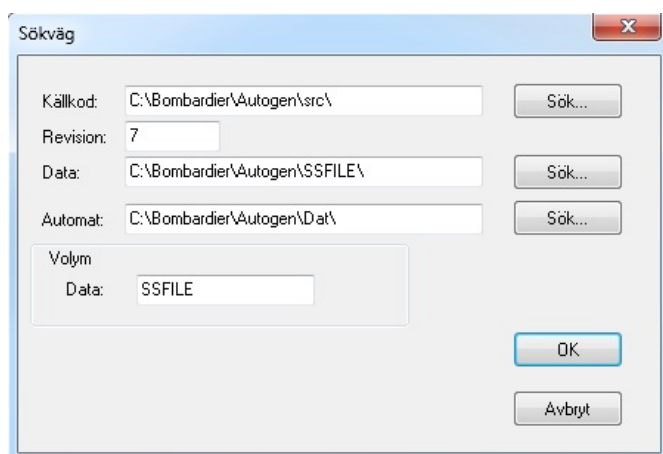 Sökväg
Källkod: C:\Bombardier\Autogen\src\ Sök...
Revision: 7
Data: C:\Bombardier\Autogen\SSFILE\ Sök...
Automat: C:\Bombardier\Autogen\Dat\ Sök...
Volym
Data: SSFILE
OK
Avbryt